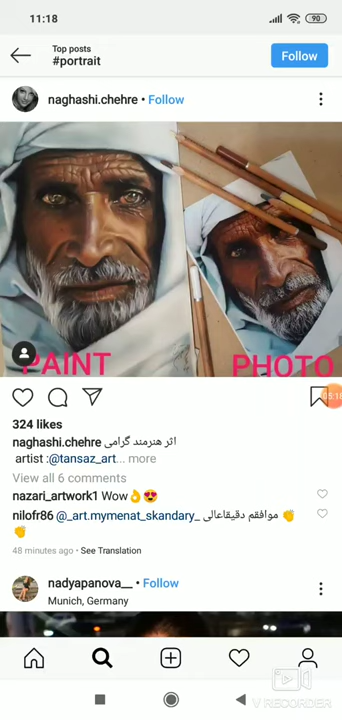 11:18
90
Top posts
#portrait
Follow
naghashi.chehre • Follow
PAINT
PHOTO
05:18
324 likes
naghashi.chehre اثر هنرمند گرامی
artist :@tansaz_art... more
View all 6 comments
nazari_artwork1 Wow👌😍
nilofr86 @_art.mymenat_skandary_ موافقم دقیقاعالی 👏
👏
48 minutes ago • See Translation
nadyapanova__ • Follow
Munich, Germany
V RECORDER